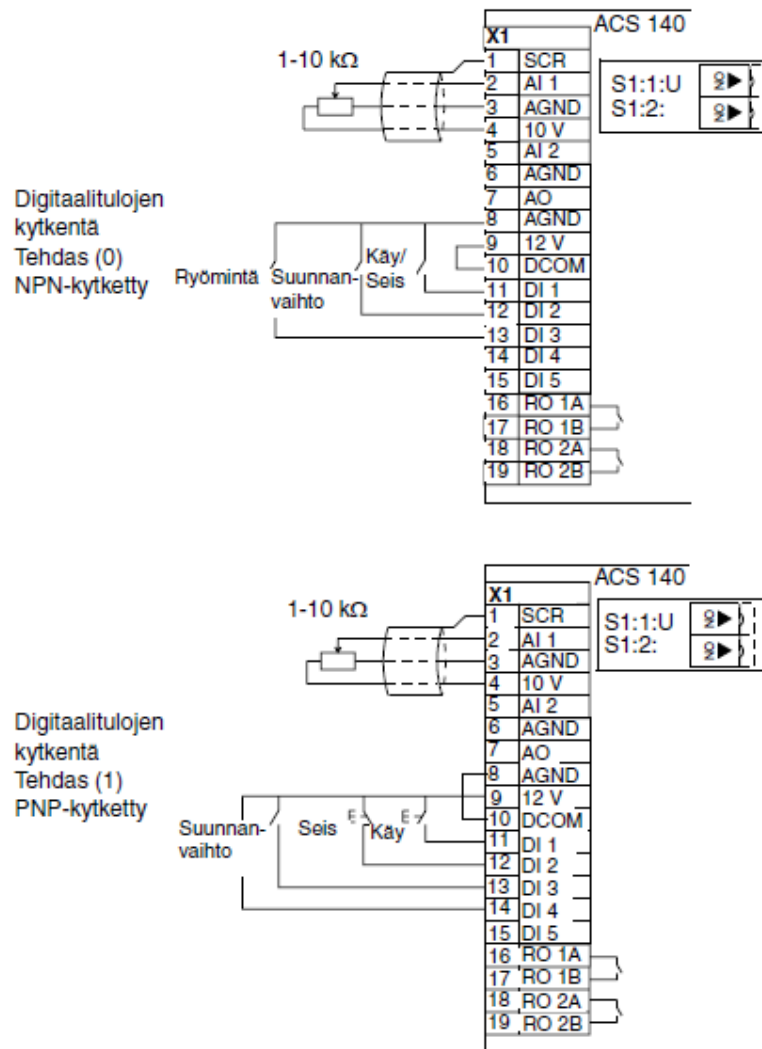 ACS 140
X1
1-10 kΩ
1 SCR
2 AI 1
3 AGND
4 10 V
5 AI 2
6 AGND
7 AO
8 AGND
9 12 V
10 DCOM
11 DI 1
12 DI 2
13 DI 3
14 DI 4
15 DI 5
16 RO 1A
17 RO 1B
18 RO 2A
19 RO 2B
S1:1:U
S1:2:
ON
ON
Digitaalitulojen
kytkentä
Tehdas (0)
NPN-kytketty
Ryömintä
Suunnan-
vaihto
Käy/
Seis
ACS 140
X1
1-10 kΩ
1 SCR
2 AI 1
3 AGND
4 10 V
5 AI 2
6 AGND
7 AO
8 AGND
9 12 V
10 DCOM
11 DI 1
12 DI 2
13 DI 3
14 DI 4
15 DI 5
16 RO 1A
17 RO 1B
18 RO 2A
19 RO 2B
S1:1:U
S1:2:
ON
ON
Digitaalitulojen
kytkentä
Tehdas (1)
PNP-kytketty
Suunnan-
vaihto
Seis
Käy